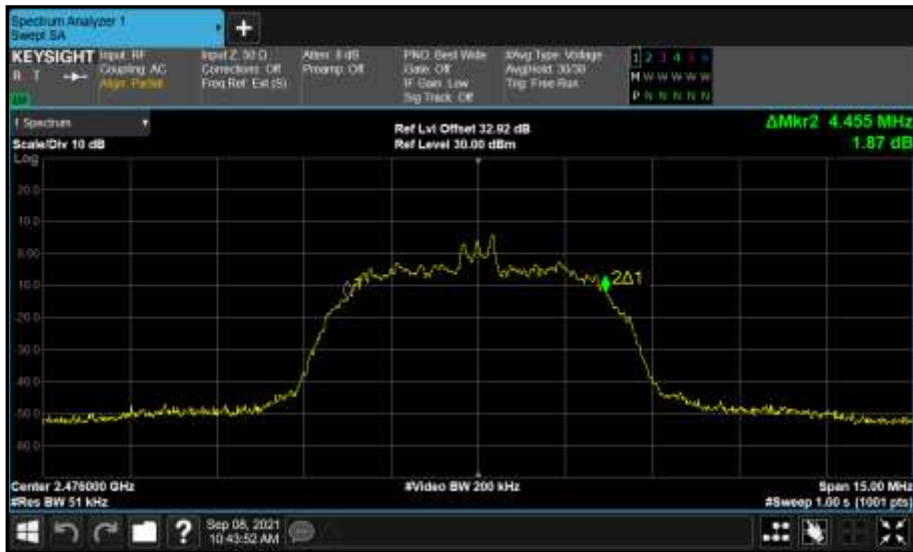 Spectrum Analyzer 1
Swept SA
+
KEYSIGHT
R T
Input: RF
Coupling: AC
Align: Partial
Input Z: 50 Ω
Corrections: Off
Freq Ref: Ext (S)
Atten: 8 dB
Preamp: Off
PNO: Best Wide
Gate: Off
IF Gain: Low
Sig Track: Off
#Avg Type: Voltage
Avg|Hold: 30/30
Trig: Free Run
1 2 3 4 5 6
M W W W W W
P N N N N N
1 Spectrum
Scale/Div 10 dB
Ref Lvl Offset 32.92 dB
Ref Level 30.00 dBm
ΔMkr2 4.455 MHz
1.87 dB
Log
20.0
10.0
0.00
-10.0
-20.0
-30.0
-40.0
-50.0
-60.0
2Δ1
Center 2.476000 GHz
#Res BW 51 kHz
#Video BW 200 kHz
Span 15.00 MHz
#Sweep 1.00 s (1001 pts)
?
Sep 08, 2021
10:43:52 AM